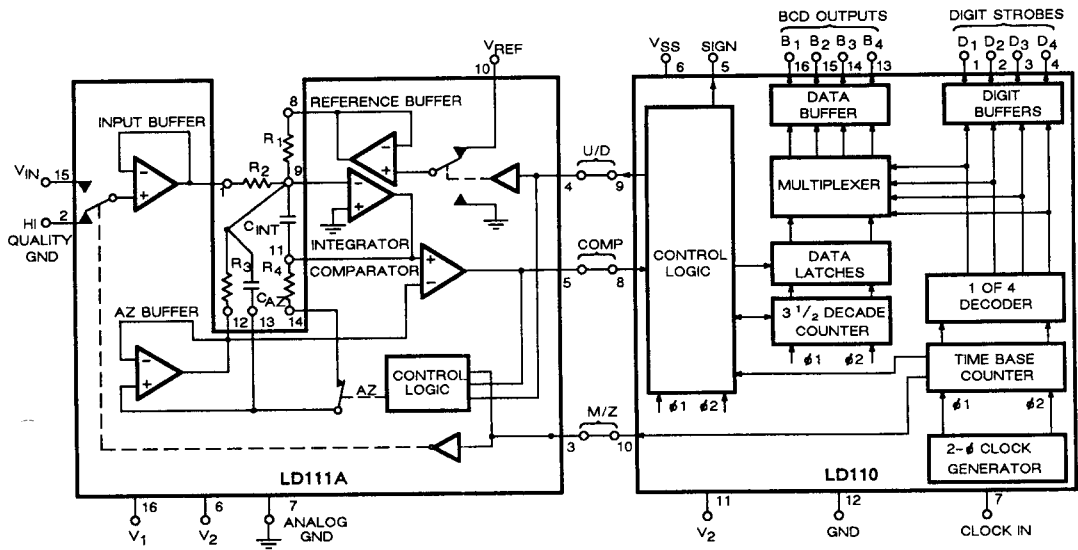 BCD OUTPUTS
DIGIT STROBES
B1 B2 B3 B4
D1 D2 D3 D4
VREF
VSS
SIGN
10
6
5
16 15 14 13
1 2 3 4
8
REFERENCE BUFFER
INPUT BUFFER
DATA
BUFFER
DIGIT
BUFFERS
R1
VIN
15
R2
1
9
U/D
4
9
MULTIPLEXER
HI
2
QUALITY
GND
CINT
INTEGRATOR
11
COMPARATOR
COMP
5
8
CONTROL
LOGIC
DATA
LATCHES
R3
R4
CAZ
1 OF 4
DECODER
3 1/2 DECADE
COUNTER
12
13
14
AZ BUFFER
ϕ1
ϕ2
TIME BASE
COUNTER
AZ
CONTROL
LOGIC
ϕ1
ϕ2
ϕ1
ϕ2
M/Z
3
10
2-ϕ CLOCK
GENERATOR
LD111A
LD110
16
6
7
11
12
7
V1
V2
ANALOG
GND
V2
GND
CLOCK IN